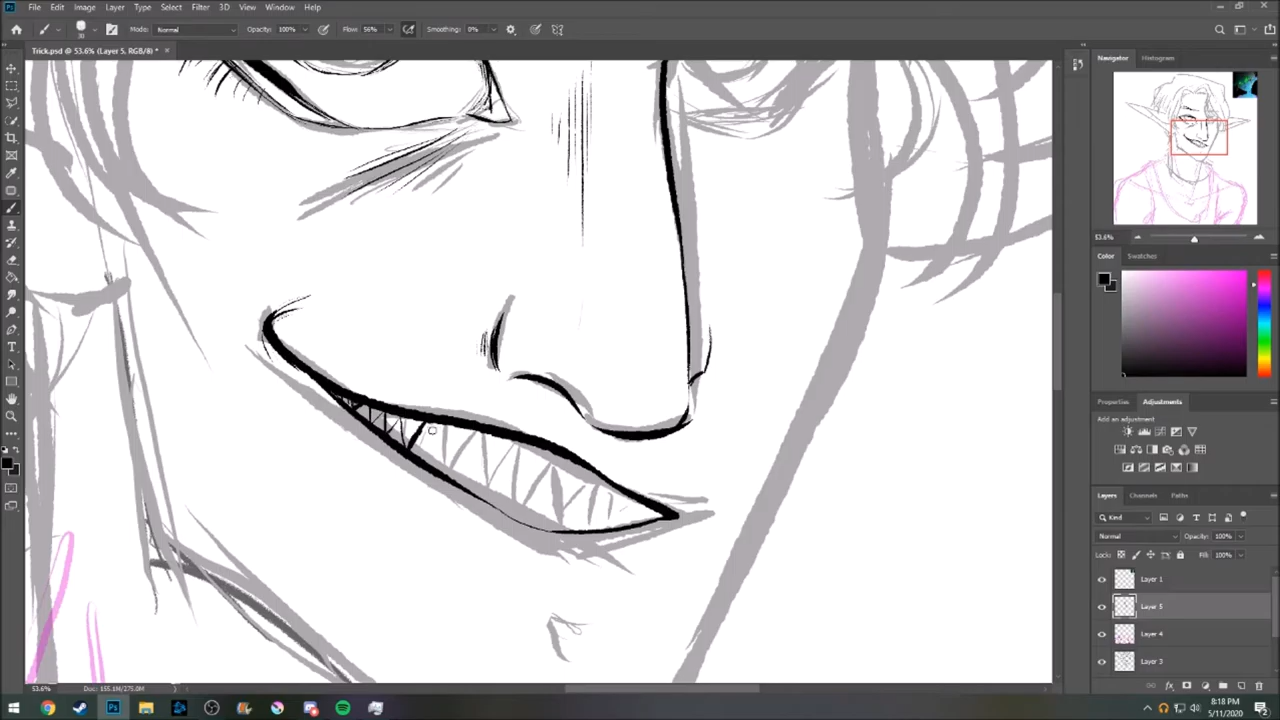 File Edit Image Layer Type Select Filter 3D View Window Help
30 Mode: Normal Opacity: 100% Flow: 56% Smoothing: 0%
Trick.psd @ 53.6% (Layer 5, RGB/8) *
Navigator Histogram
53.6%
Color Swatches
Properties Adjustments
Add an adjustment
Layers Channels Paths
Kind
Normal Opacity: 100%
Locks: Fill: 100%
Layer 1
Layer 5
Layer 4
Layer 3
53.6% Doc: 155.1M/275.0M
8:18 PM
5/11/2020